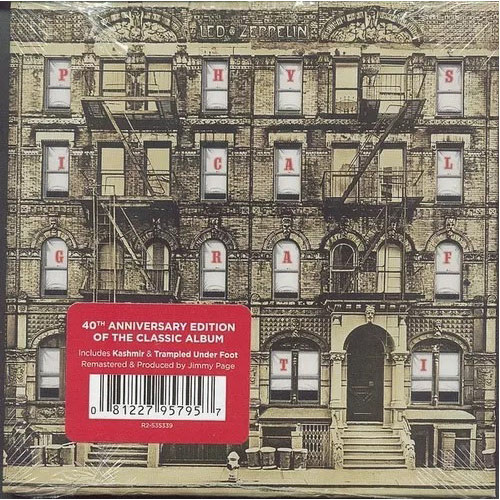 LED ZEPPELIN
P H Y S
I C A L
G R A F
T I
40TH ANNIVERSARY EDITION
OF THE CLASSIC ALBUM
Includes Kashmir & Trampled Under Foot
Remastered & Produced by Jimmy Page
0 81227 95795 7
R2-535339